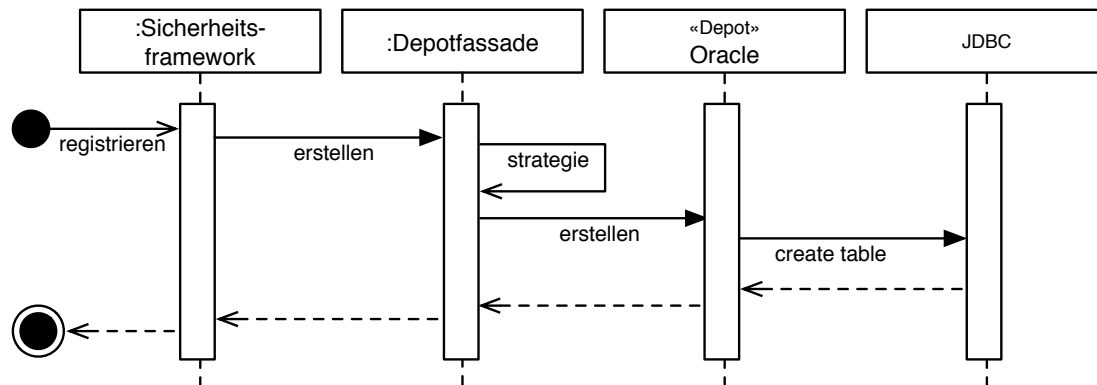 :Sicherheits-
framework
:Depotfassade
«Depot»
Oracle
JDBC
registrieren
erstellen
strategie
erstellen
create table